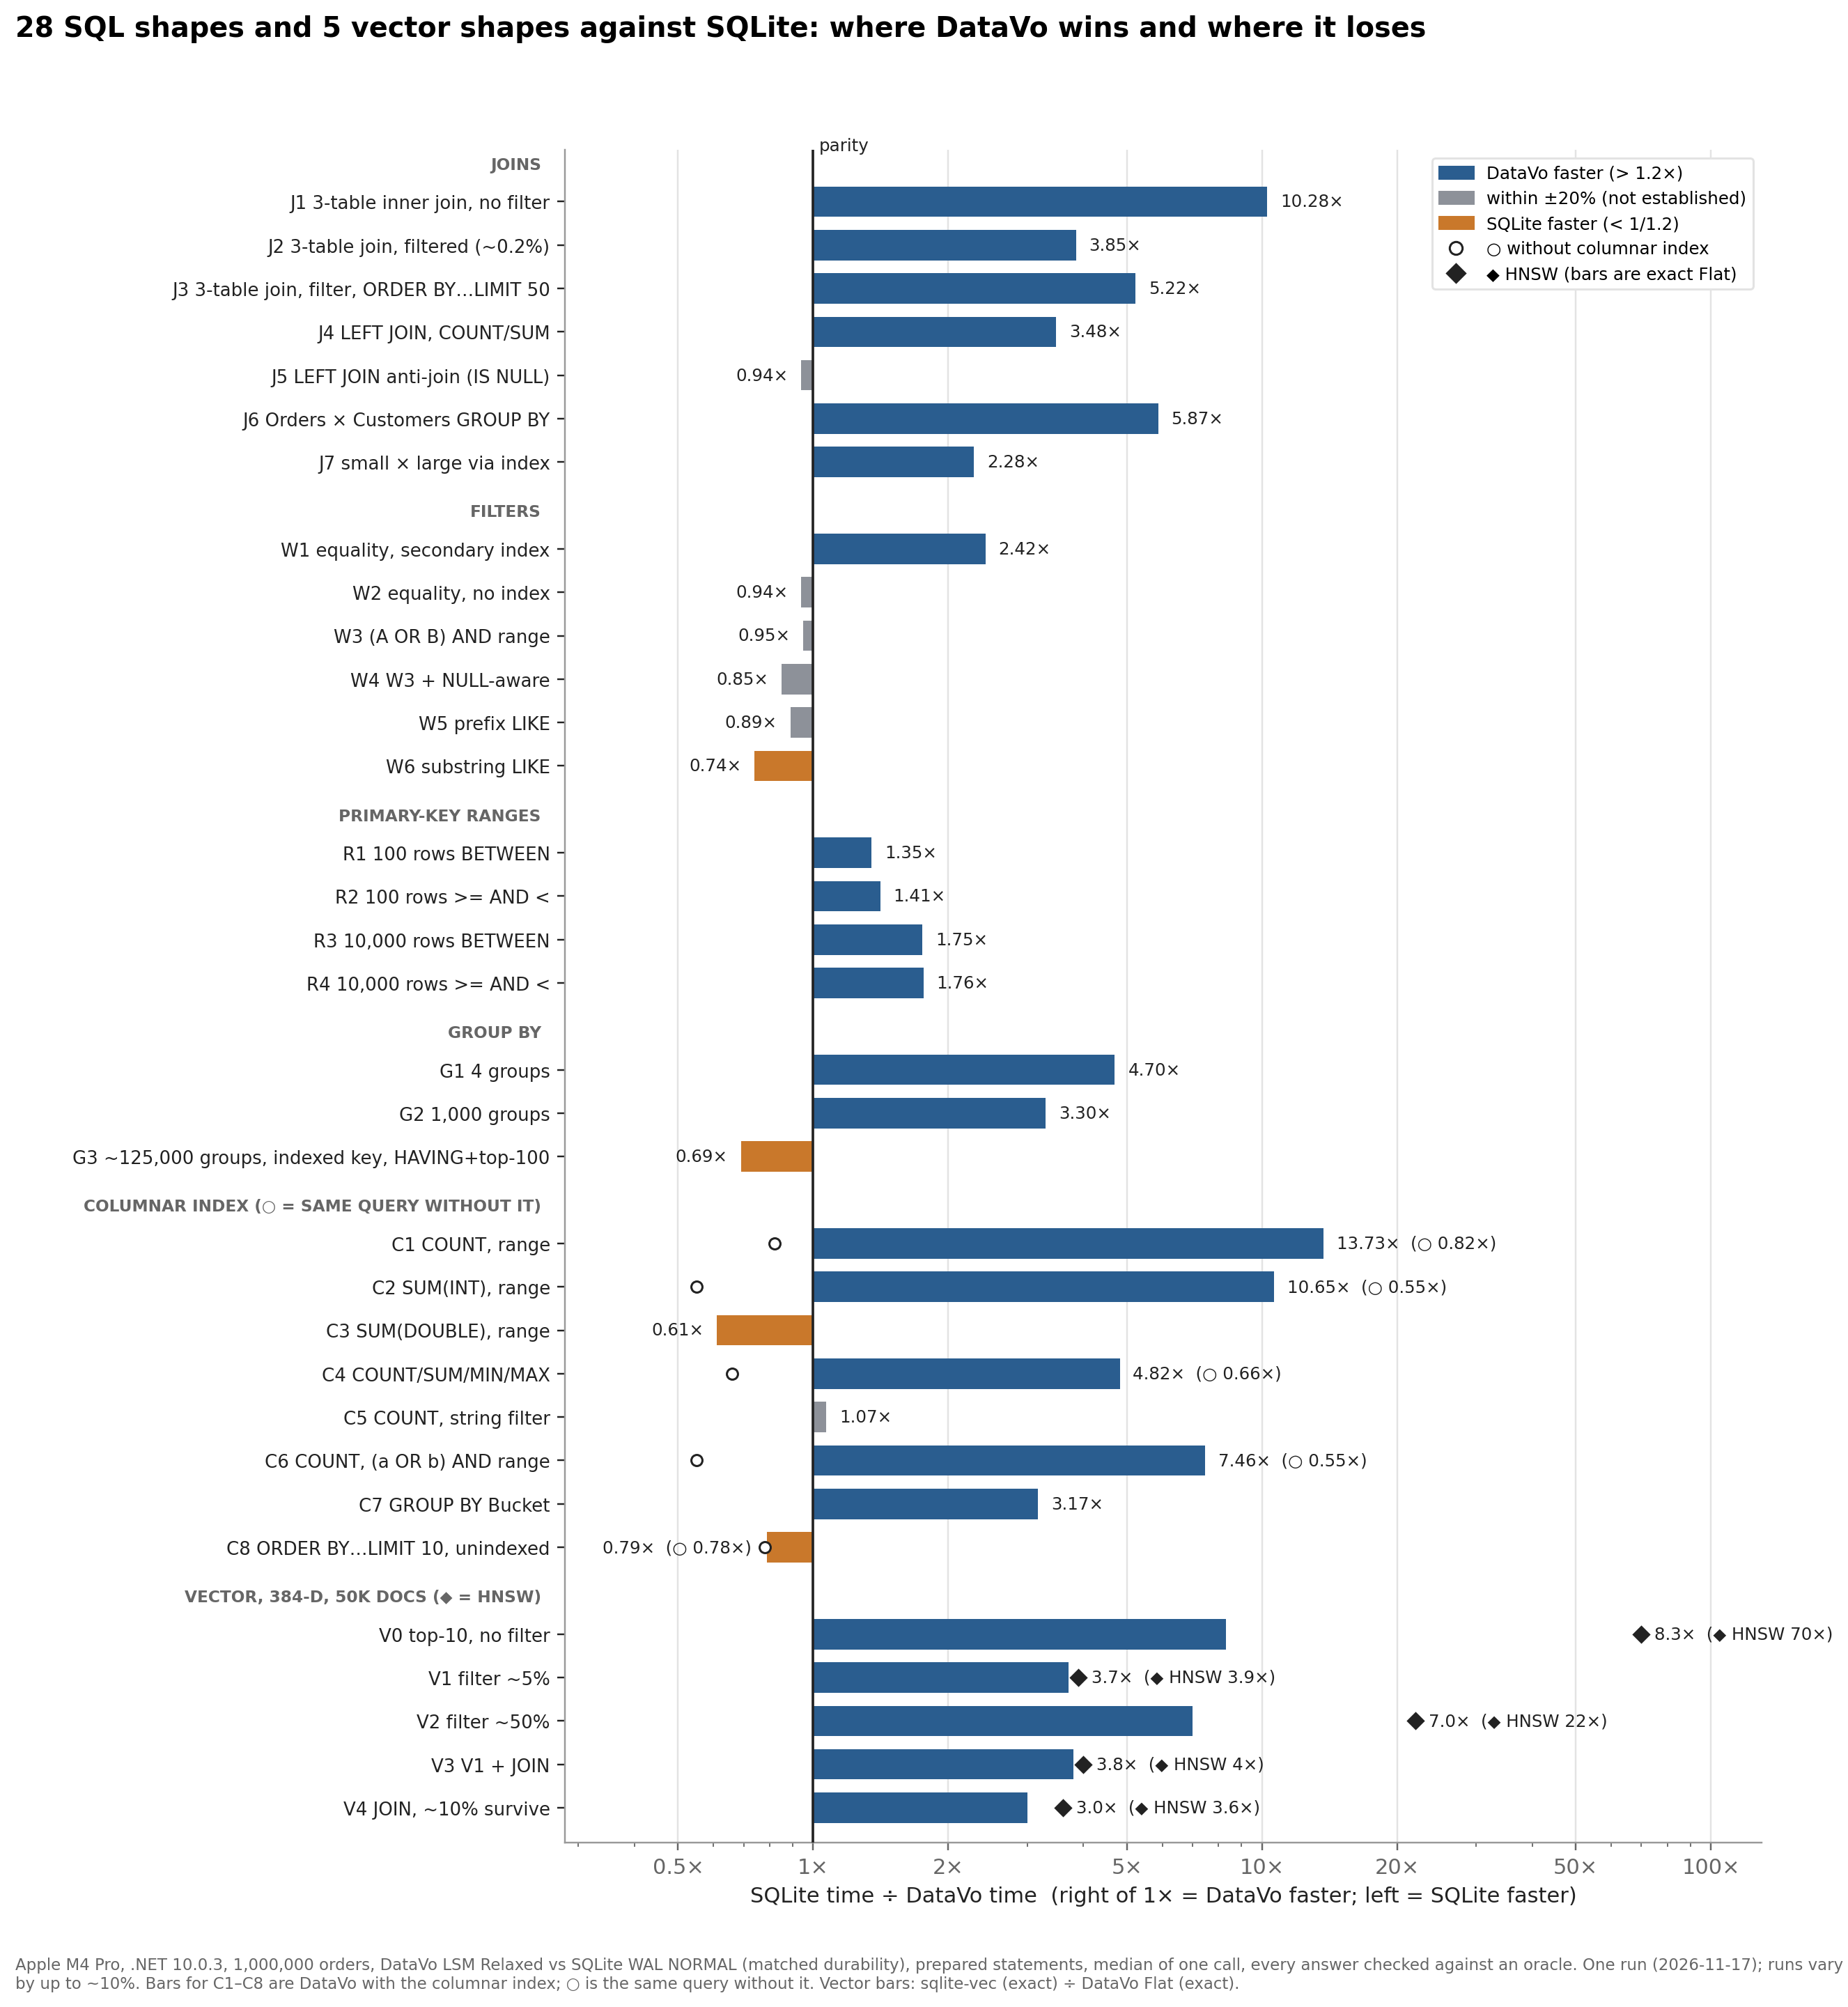 28 SQL shapes and 5 vector shapes against SQLite: where DataVo wins and where it loses
parity
DataVo faster (> 1.2×)
within ±20% (not established)
SQLite faster (< 1/1.2)
○ without columnar index
◆ HNSW (bars are exact Flat)
JOINS
J1 3-table inner join, no filter 10.28×
J2 3-table join, filtered (~0.2%) 3.85×
J3 3-table join, filter, ORDER BY…LIMIT 50 5.22×
J4 LEFT JOIN, COUNT/SUM 3.48×
J5 LEFT JOIN anti-join (IS NULL) 0.94×
J6 Orders × Customers GROUP BY 5.87×
J7 small × large via index 2.28×
FILTERS
W1 equality, secondary index 2.42×
W2 equality, no index 0.94×
W3 (A OR B) AND range 0.95×
W4 W3 + NULL-aware 0.85×
W5 prefix LIKE 0.89×
W6 substring LIKE 0.74×
PRIMARY-KEY RANGES
R1 100 rows BETWEEN 1.35×
R2 100 rows >= AND < 1.41×
R3 10,000 rows BETWEEN 1.75×
R4 10,000 rows >= AND < 1.76×
GROUP BY
G1 4 groups 4.70×
G2 1,000 groups 3.30×
G3 ~125,000 groups, indexed key, HAVING+top-100 0.69×
COLUMNAR INDEX (○ = SAME QUERY WITHOUT IT)
C1 COUNT, range 13.73× (○ 0.82×)
C2 SUM(INT), range 10.65× (○ 0.55×)
C3 SUM(DOUBLE), range 0.61×
C4 COUNT/SUM/MIN/MAX 4.82× (○ 0.66×)
C5 COUNT, string filter 1.07×
C6 COUNT, (a OR b) AND range 7.46× (○ 0.55×)
C7 GROUP BY Bucket 3.17×
C8 ORDER BY…LIMIT 10, unindexed 0.79× (○ 0.78×)
VECTOR, 384-D, 50K DOCS (◆ = HNSW)
V0 top-10, no filter 8.3× (◆ HNSW 70×)
V1 filter ~5% 3.7× (◆ HNSW 3.9×)
V2 filter ~50% 7.0× (◆ HNSW 22×)
V3 V1 + JOIN 3.8× (◆ HNSW 4×)
V4 JOIN, ~10% survive 3.0× (◆ HNSW 3.6×)
0.5× 1× 2× 5× 10× 20× 50× 100×
SQLite time ÷ DataVo time (right of 1× = DataVo faster; left = SQLite faster)
Apple M4 Pro, .NET 10.0.3, 1,000,000 orders, DataVo LSM Relaxed vs SQLite WAL NORMAL (matched durability), prepared statements, median of one call, every answer checked against an oracle. One run (2026-11-17); runs vary
by up to ~10%. Bars for C1–C8 are DataVo with the columnar index; ○ is the same query without it. Vector bars: sqlite-vec (exact) ÷ DataVo Flat (exact).